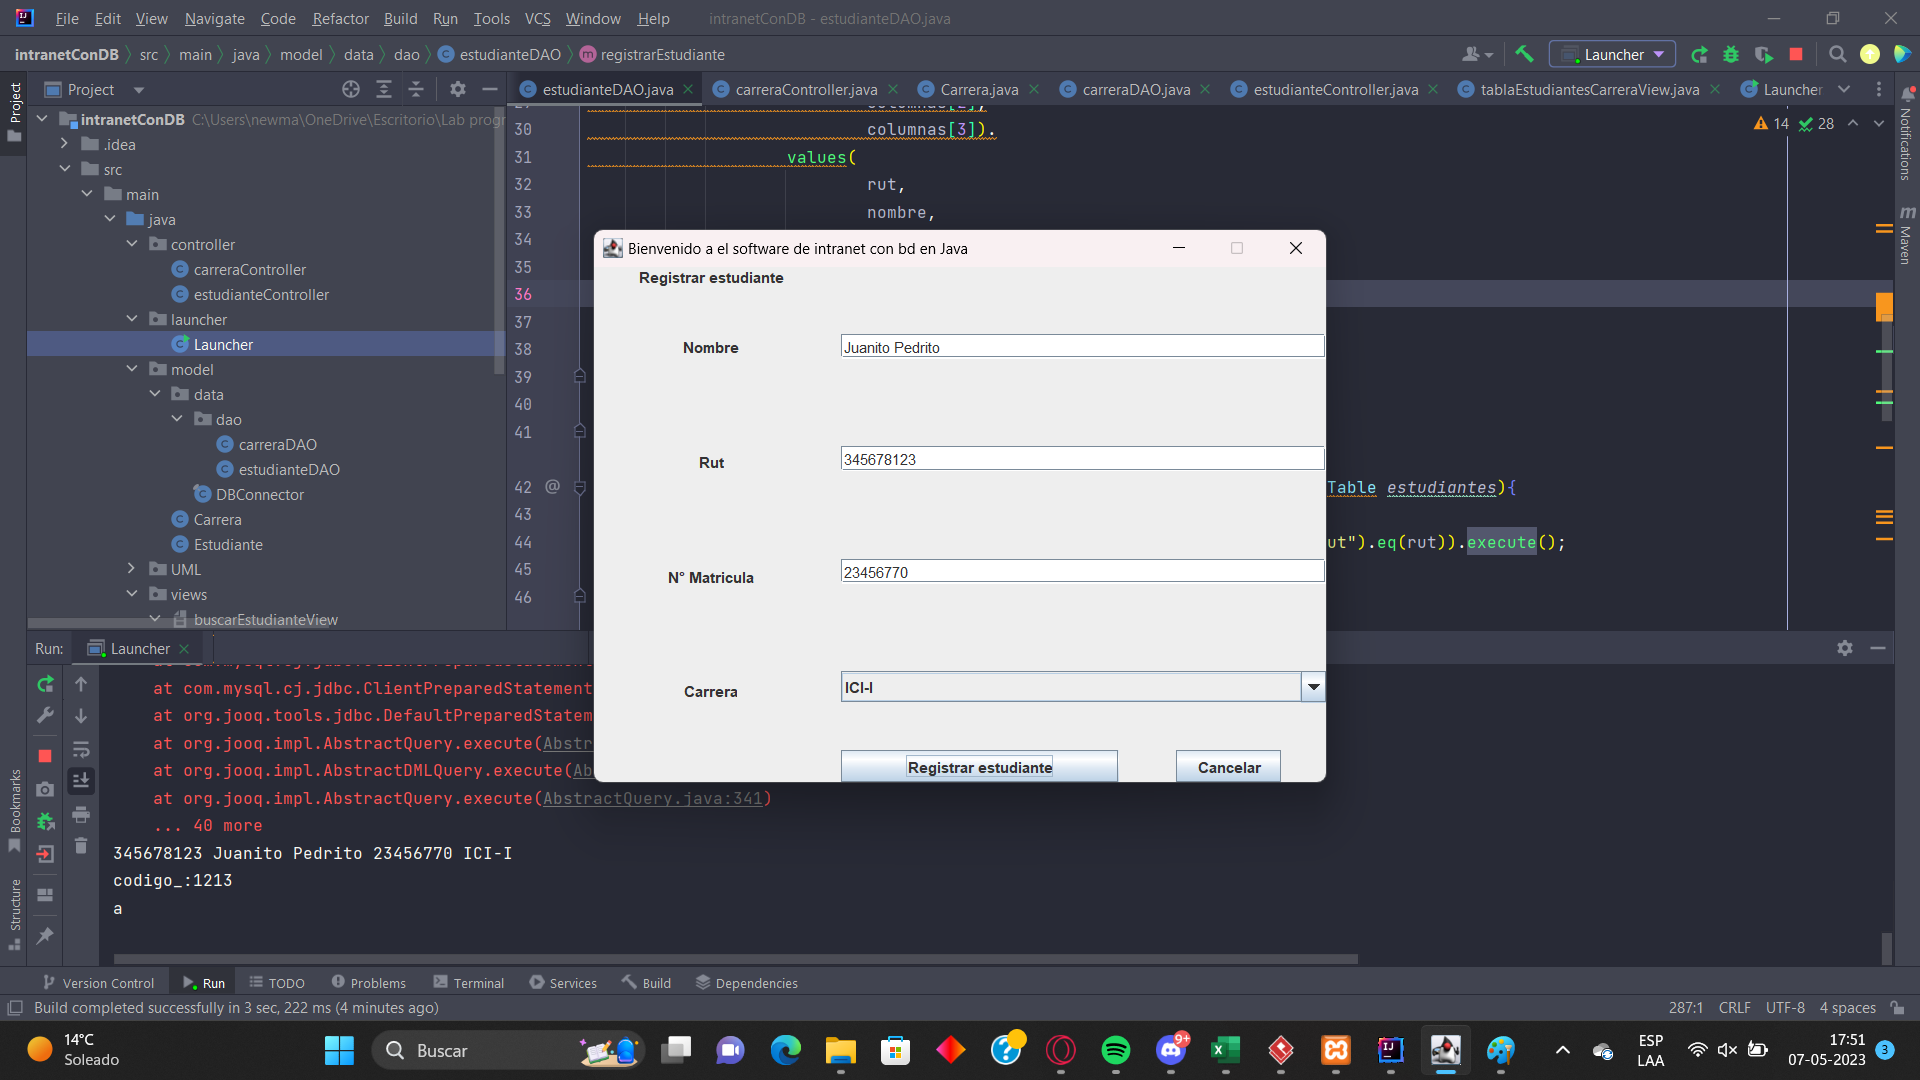 File Edit View Navigate Code Refactor Build Run Tools VCS Window Help intranetConDB - estudianteDAO.java
intranetConDB src main java model data dao estudianteDAO registrarEstudiante
Launcher
Project
estudianteDAO.java carreraController.java Carrera.java carreraDAO.java estudianteController.java tablaEstudiantesCarreraView.java Launcher
intranetConDB C:\Users\newma\OneDrive\Escritorio\Lab progr
.idea
src
main
java
controller
carreraController
estudianteController
launcher
Launcher
model
data
dao
carreraDAO
estudianteDAO
DBConnector
Carrera
Estudiante
UML
views
buscarEstudianteView
14 28
30 columnas[3]).
31 values(
32 rut,
33 nombre,
34
35
36
37
38
39
40
41
42 @ Table estudiantes){
43
44 ut").eq(rut)).execute();
45
46
Bienvenido a el software de intranet con bd en Java
Registrar estudiante
Nombre Juanito Pedrito
Rut 345678123
N° Matricula 23456770
Carrera ICI-I
Registrar estudiante Cancelar
Project
Bookmarks
Structure
Notifications
Maven
Run: Launcher
at com.mysql.cj.jdbc.ClientPreparedStatement
at org.jooq.tools.jdbc.DefaultPreparedStatem
at org.jooq.impl.AbstractQuery.execute(Abstr
at org.jooq.impl.AbstractDMLQuery.execute(Ab
at org.jooq.impl.AbstractQuery.execute(AbstractQuery.java:341)
... 40 more
345678123 Juanito Pedrito 23456770 ICI-I
codigo_:1213
a
Version Control Run TODO Problems Terminal Services Build Dependencies
Build completed successfully in 3 sec, 222 ms (4 minutes ago)
287:1 CRLF UTF-8 4 spaces
14°C
Soleado
Buscar
9+
ESP
LAA
17:51
07-05-2023
3